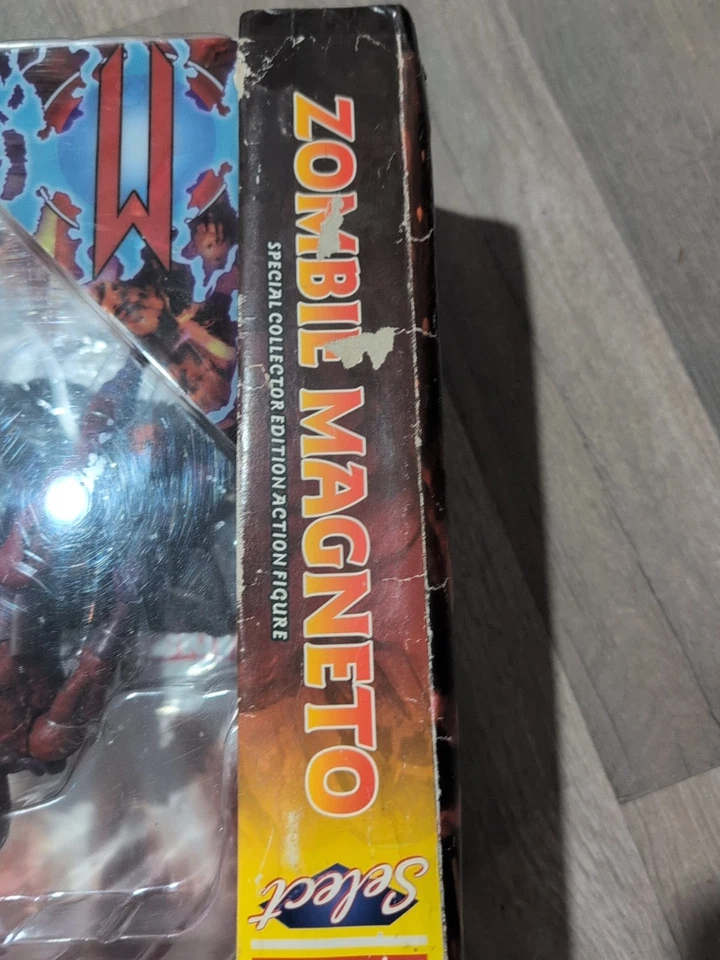 ZOMBIE MAGNETO
SPECIAL COLLECTOR EDITION ACTION FIGURE
Select